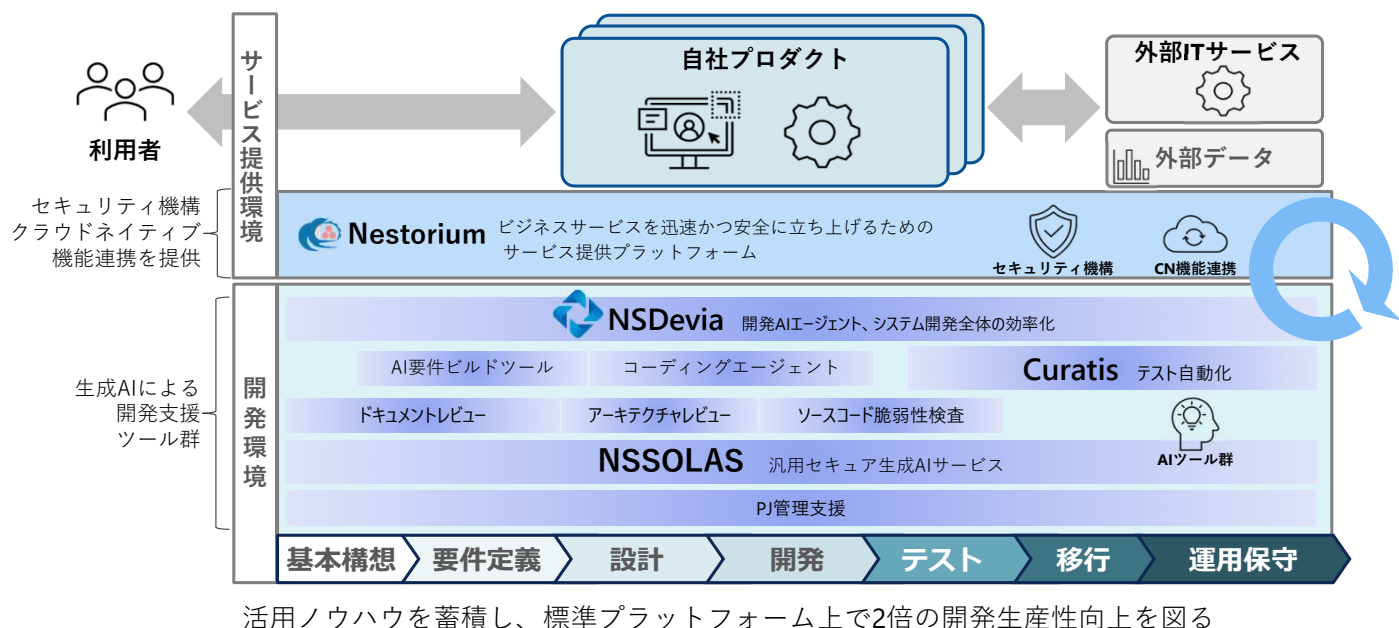 利用者
サービス提供環境
自社プロダクト
外部ITサービス
外部データ
セキュリティ機構
クラウドネイティブ
機能連携を提供
Nestorium
ビジネスサービスを迅速かつ安全に立ち上げるための
サービス提供プラットフォーム
セキュリティ機構
CN機能連携
生成AIによる
開発支援
ツール群
開発環境
NSDevia 開発AIエージェント、システム開発全体の効率化
AI要件ビルドツール
コーディングエージェント
Curatis テスト自動化
ドキュメントレビュー
アーキテクチャレビュー
ソースコード脆弱性検査
AIツール群
NSSOLAS 汎用セキュア生成AIサービス
PJ管理支援
基本構想
要件定義
設計
開発
テスト
移行
運用保守
活用ノウハウを蓄積し、標準プラットフォーム上で2倍の開発生産性向上を図る